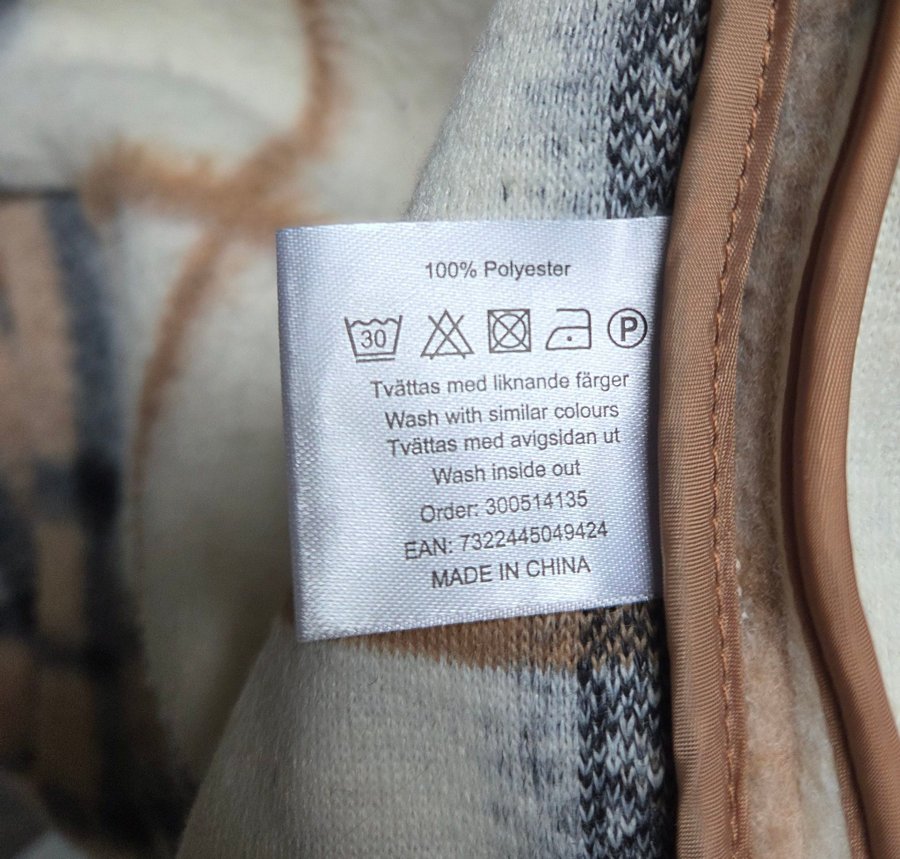 100% Polyester
30 P
Tvättas med liknande färger
Wash with similar colours
Tvättas med avigsidan ut
Wash inside out
Order: 300514135
EAN: 7322445049424
MADE IN CHINA